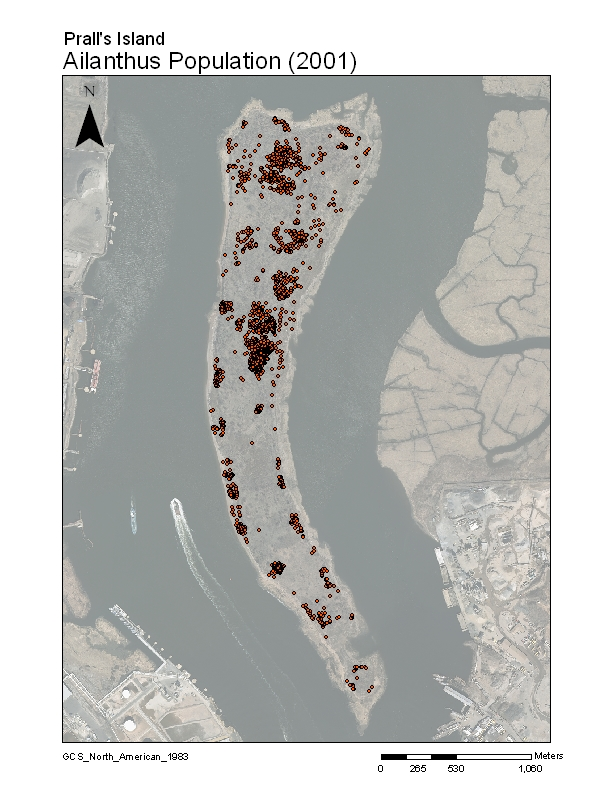 Prall's Island
Ailanthus Population (2001)
N
GCS_North_American_1983
Meters
0 265 530 1,060